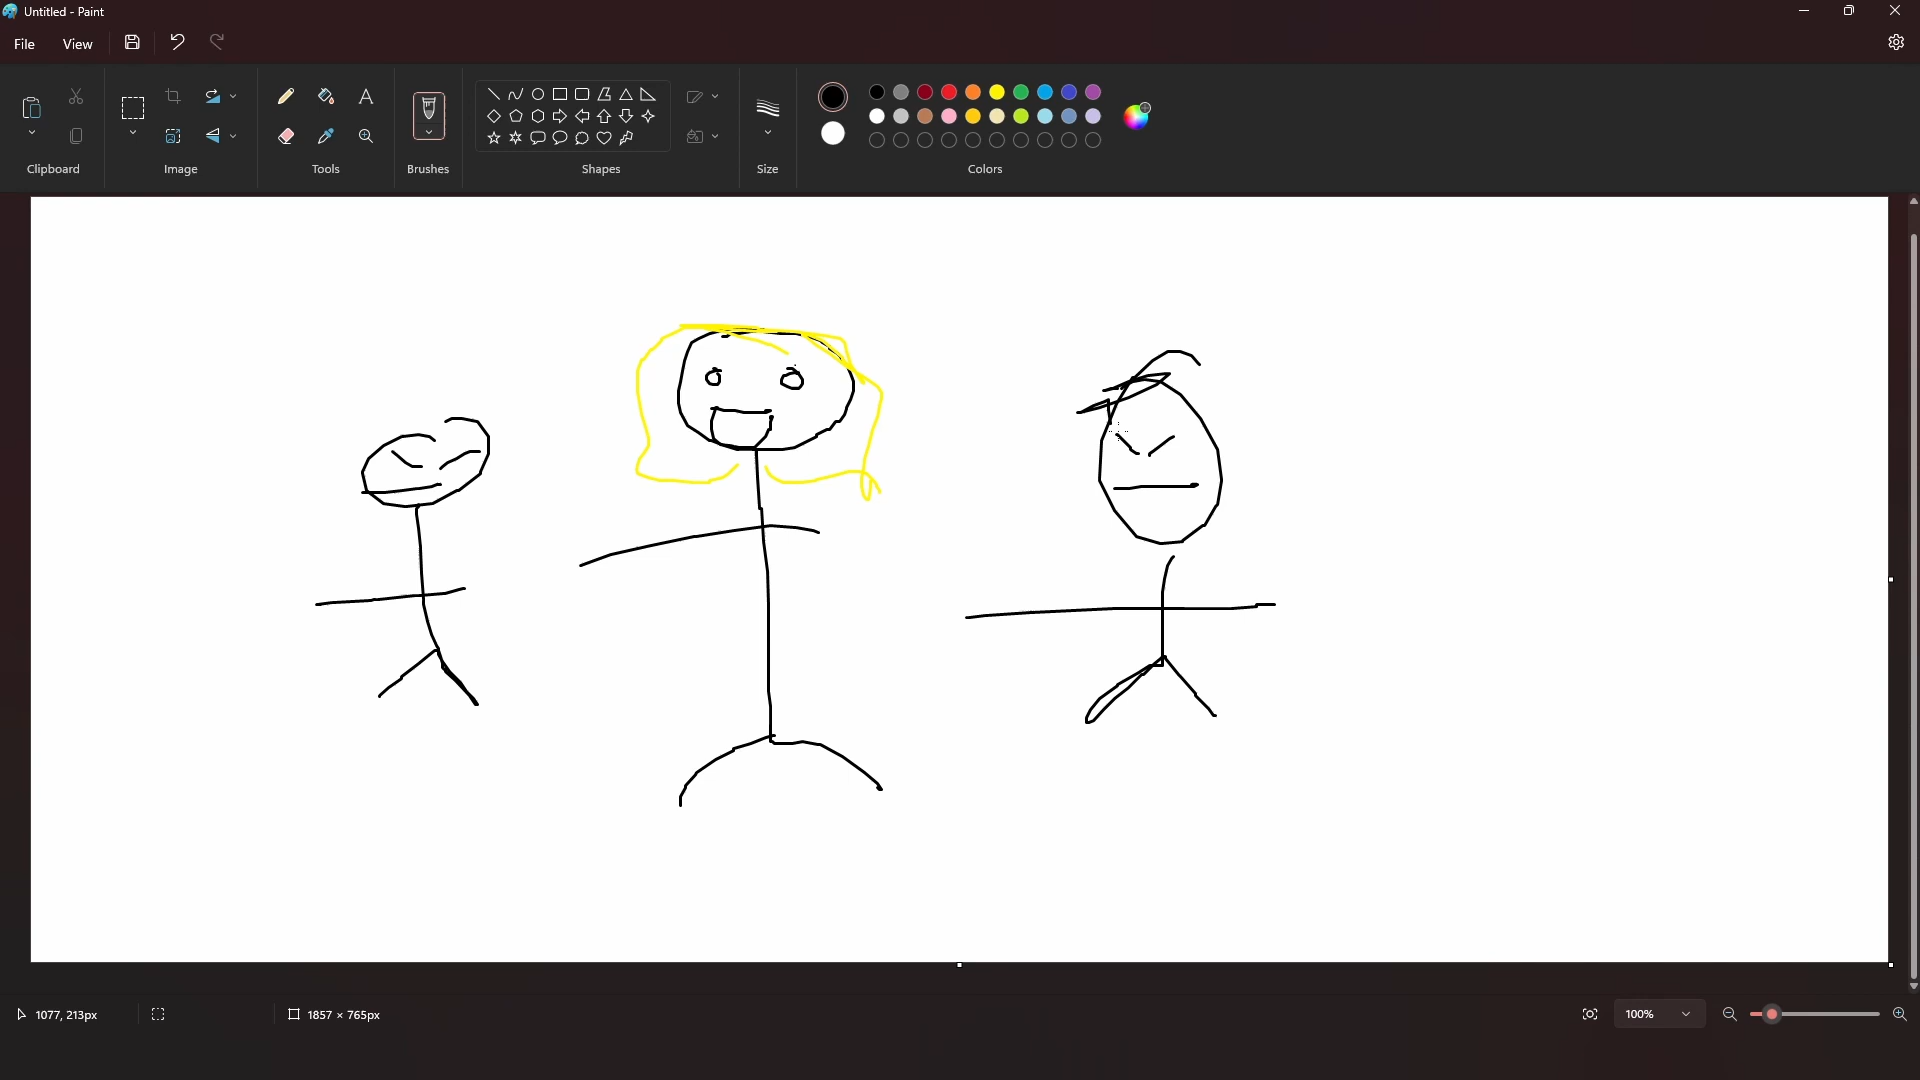 Untitled - Paint
File View
Clipboard Image Tools Brushes Shapes Size Colors
1077, 213px 1857 × 765px 100%